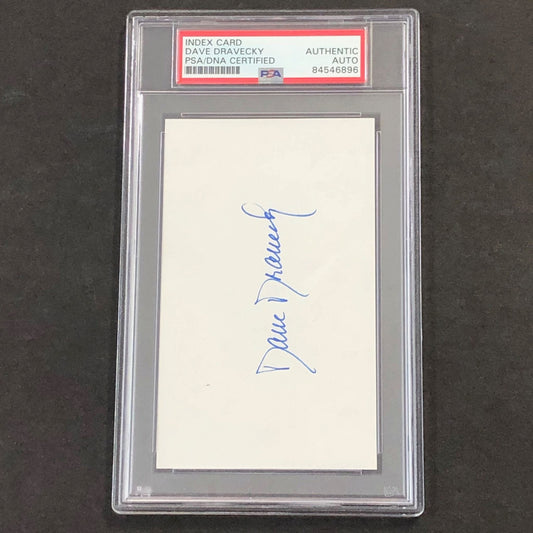 INDEX CARD
DAVE DRAVECKY
PSA/DNA CERTIFIED
AUTHENTIC
AUTO
84546896
PSA
Dave Dravecky